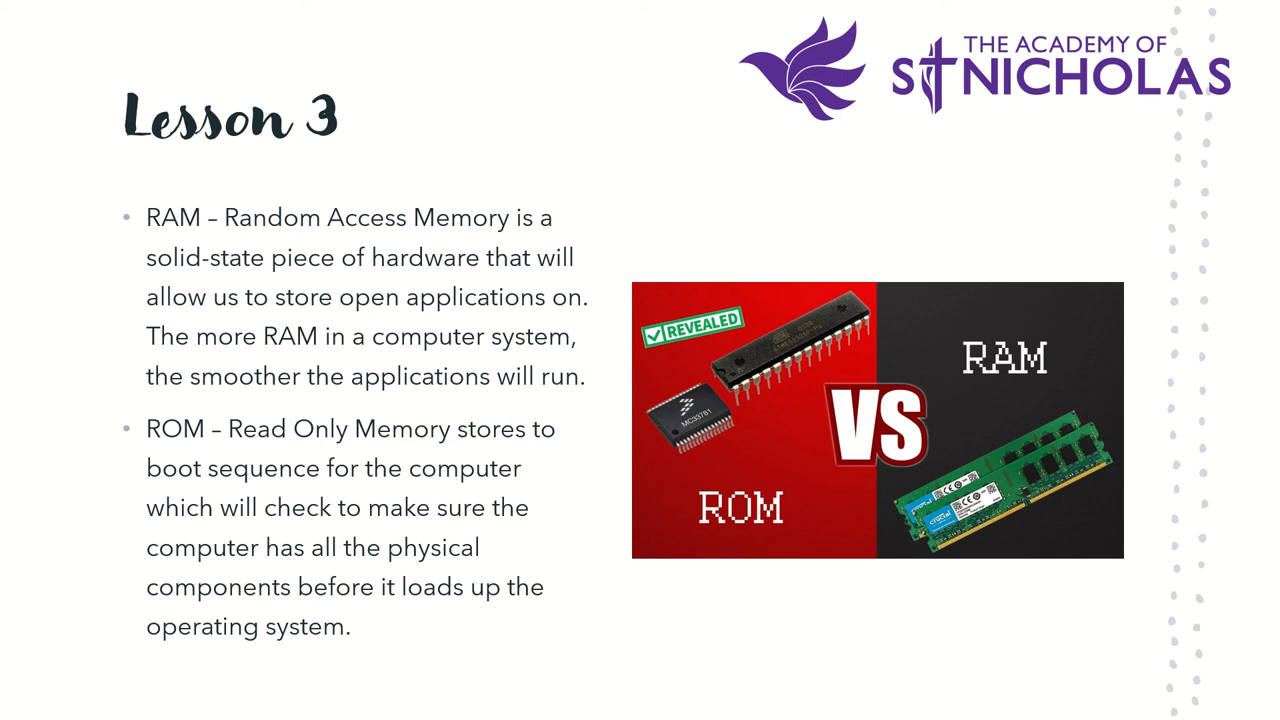 THE ACADEMY OF
ST NICHOLAS
Lesson 3
• RAM – Random Access Memory is a
solid-state piece of hardware that will
allow us to store open applications on.
The more RAM in a computer system,
the smoother the applications will run.
• ROM – Read Only Memory stores to
boot sequence for the computer
which will check to make sure the
computer has all the physical
components before it loads up the
operating system.
REVEALED
MC33781
ROM
VS
RAM
crucial
crucial